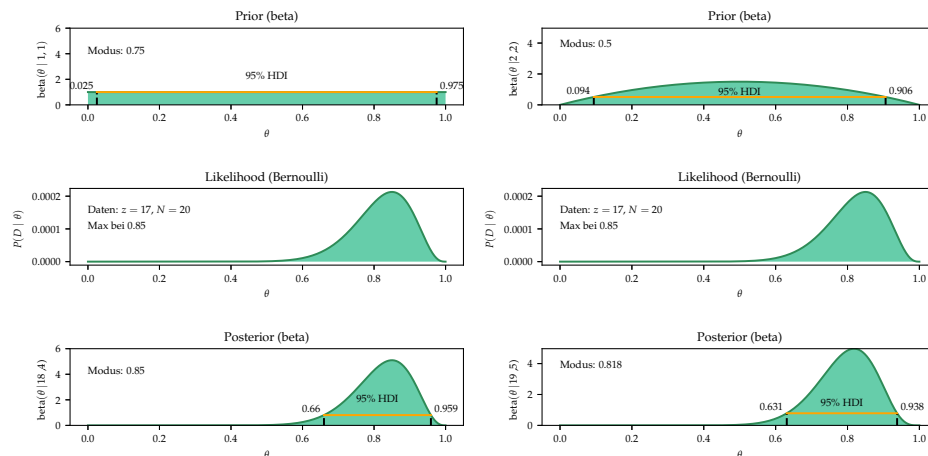 Prior (beta)
beta(θ | 1, 1)
6
4
2
0
Modus: 0.75
95% HDI
0.025
0.975
0.0 0.2 0.4 0.6 0.8 1.0
θ
Prior (beta)
beta(θ |2 ,2)
4
2
0
Modus: 0.5
95% HDI
0.094
0.906
0.0 0.2 0.4 0.6 0.8 1.0
θ
Likelihood (Bernoulli)
P(D | θ)
0.0002
0.0001
0.0000
Daten: z = 17, N = 20
Max bei 0.85
0.0 0.2 0.4 0.6 0.8 1.0
θ
Likelihood (Bernoulli)
P(D | θ)
0.0002
0.0001
0.0000
Daten: z = 17, N = 20
Max bei 0.85
0.0 0.2 0.4 0.6 0.8 1.0
θ
Posterior (beta)
beta(θ |18 ,4)
6
4
2
0
Modus: 0.85
95% HDI
0.66
0.959
0.0 0.2 0.4 0.6 0.8 1.0
θ
Posterior (beta)
beta(θ |19 ,5)
4
2
0
Modus: 0.818
95% HDI
0.631
0.938
0.0 0.2 0.4 0.6 0.8 1.0
θ